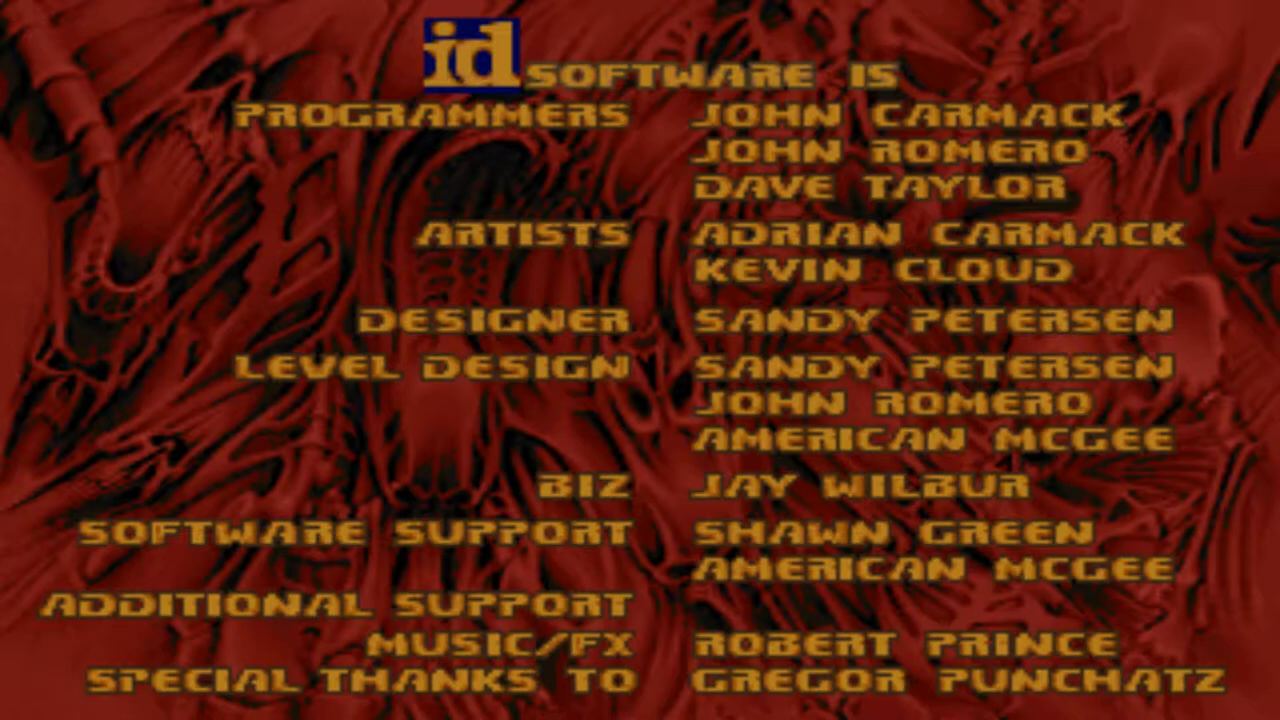 id SOFTWARE IS
PROGRAMMERS JOHN CARMACK
JOHN ROMERO
DAVE TAYLOR
ARTISTS ADRIAN CARMACK
KEVIN CLOUD
DESIGNER SANDY PETERSEN
LEVEL DESIGN SANDY PETERSEN
JOHN ROMERO
AMERICAN MCGEE
BIZ JAY WILBUR
SOFTWARE SUPPORT SHAWN GREEN
AMERICAN MCGEE
ADDITIONAL SUPPORT
MUSIC/FX ROBERT PRINCE
SPECIAL THANKS TO GREGOR PUNCHATZ